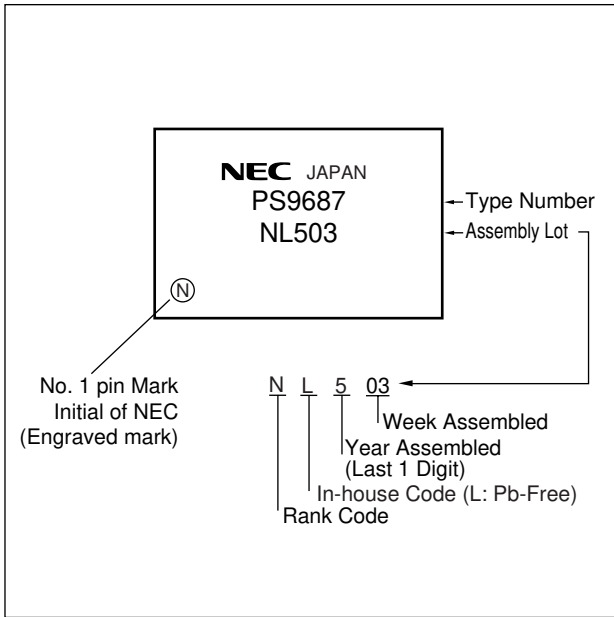 NEC JAPAN
PS9687
NL503
Type Number
Assembly Lot
N
No. 1 pin Mark
Initial of NEC
(Engraved mark)
N L 5 03
Week Assembled
Year Assembled
(Last 1 Digit)
In-house Code (L: Pb-Free)
Rank Code